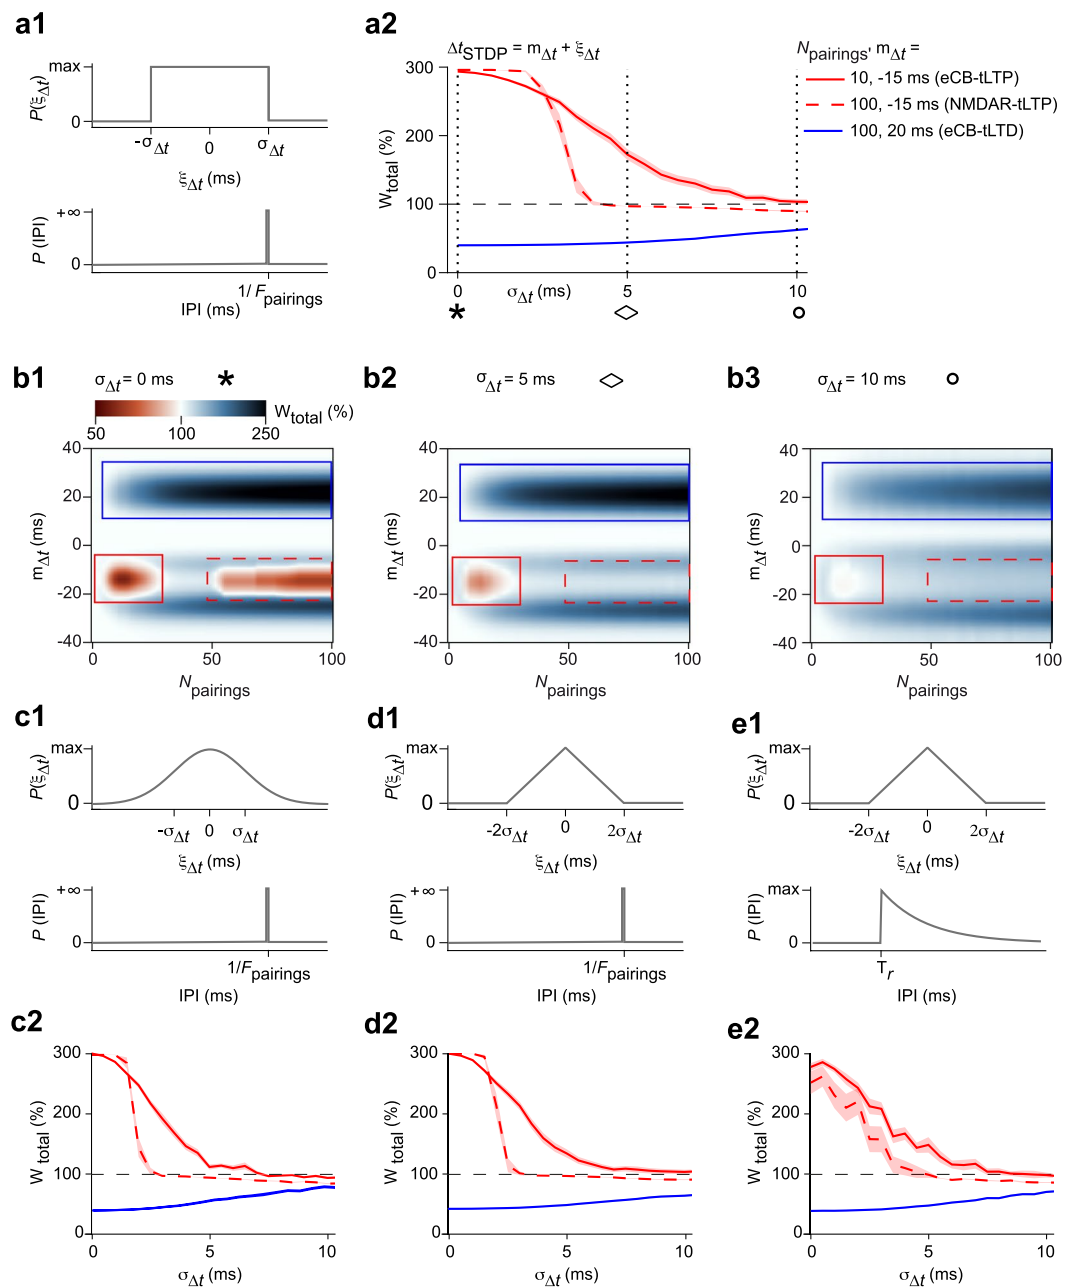 a1
max
P(ξΔt)
0
-σΔt
0
σΔt
ξΔt (ms)
+∞
P (IPI)
0
1/Fpairings
IPI (ms)
a2
ΔtSTDP = mΔt + ξΔt
300
200
100
0
Wtotal (%)
0
5
10
σΔt (ms)
Npairings, mΔt =
10, -15 ms (eCB-tLTP)
100, -15 ms (NMDAR-tLTP)
100, 20 ms (eCB-tLTD)
b1
σΔt = 0 ms
Wtotal (%)
50
100
250
40
20
0
-20
-40
mΔt (ms)
0
50
100
Npairings
b2
σΔt = 5 ms
40
20
0
-20
-40
mΔt (ms)
0
50
100
Npairings
b3
σΔt = 10 ms
40
20
0
-20
-40
mΔt (ms)
0
50
100
Npairings
c1
max
P(ξΔt)
0
-σΔt
0
σΔt
ξΔt (ms)
+∞
P (IPI)
0
1/Fpairings
IPI (ms)
d1
max
P(ξΔt)
0
-2σΔt
0
2σΔt
ξΔt (ms)
+∞
P (IPI)
0
1/Fpairings
IPI (ms)
e1
max
P(ξΔt)
0
-2σΔt
0
2σΔt
ξΔt (ms)
max
P (IPI)
0
Tr
IPI (ms)
c2
300
200
100
0
Wtotal (%)
0
5
10
σΔt (ms)
d2
300
200
100
0
Wtotal (%)
0
5
10
σΔt (ms)
e2
300
200
100
0
Wtotal (%)
0
5
10
σΔt (ms)